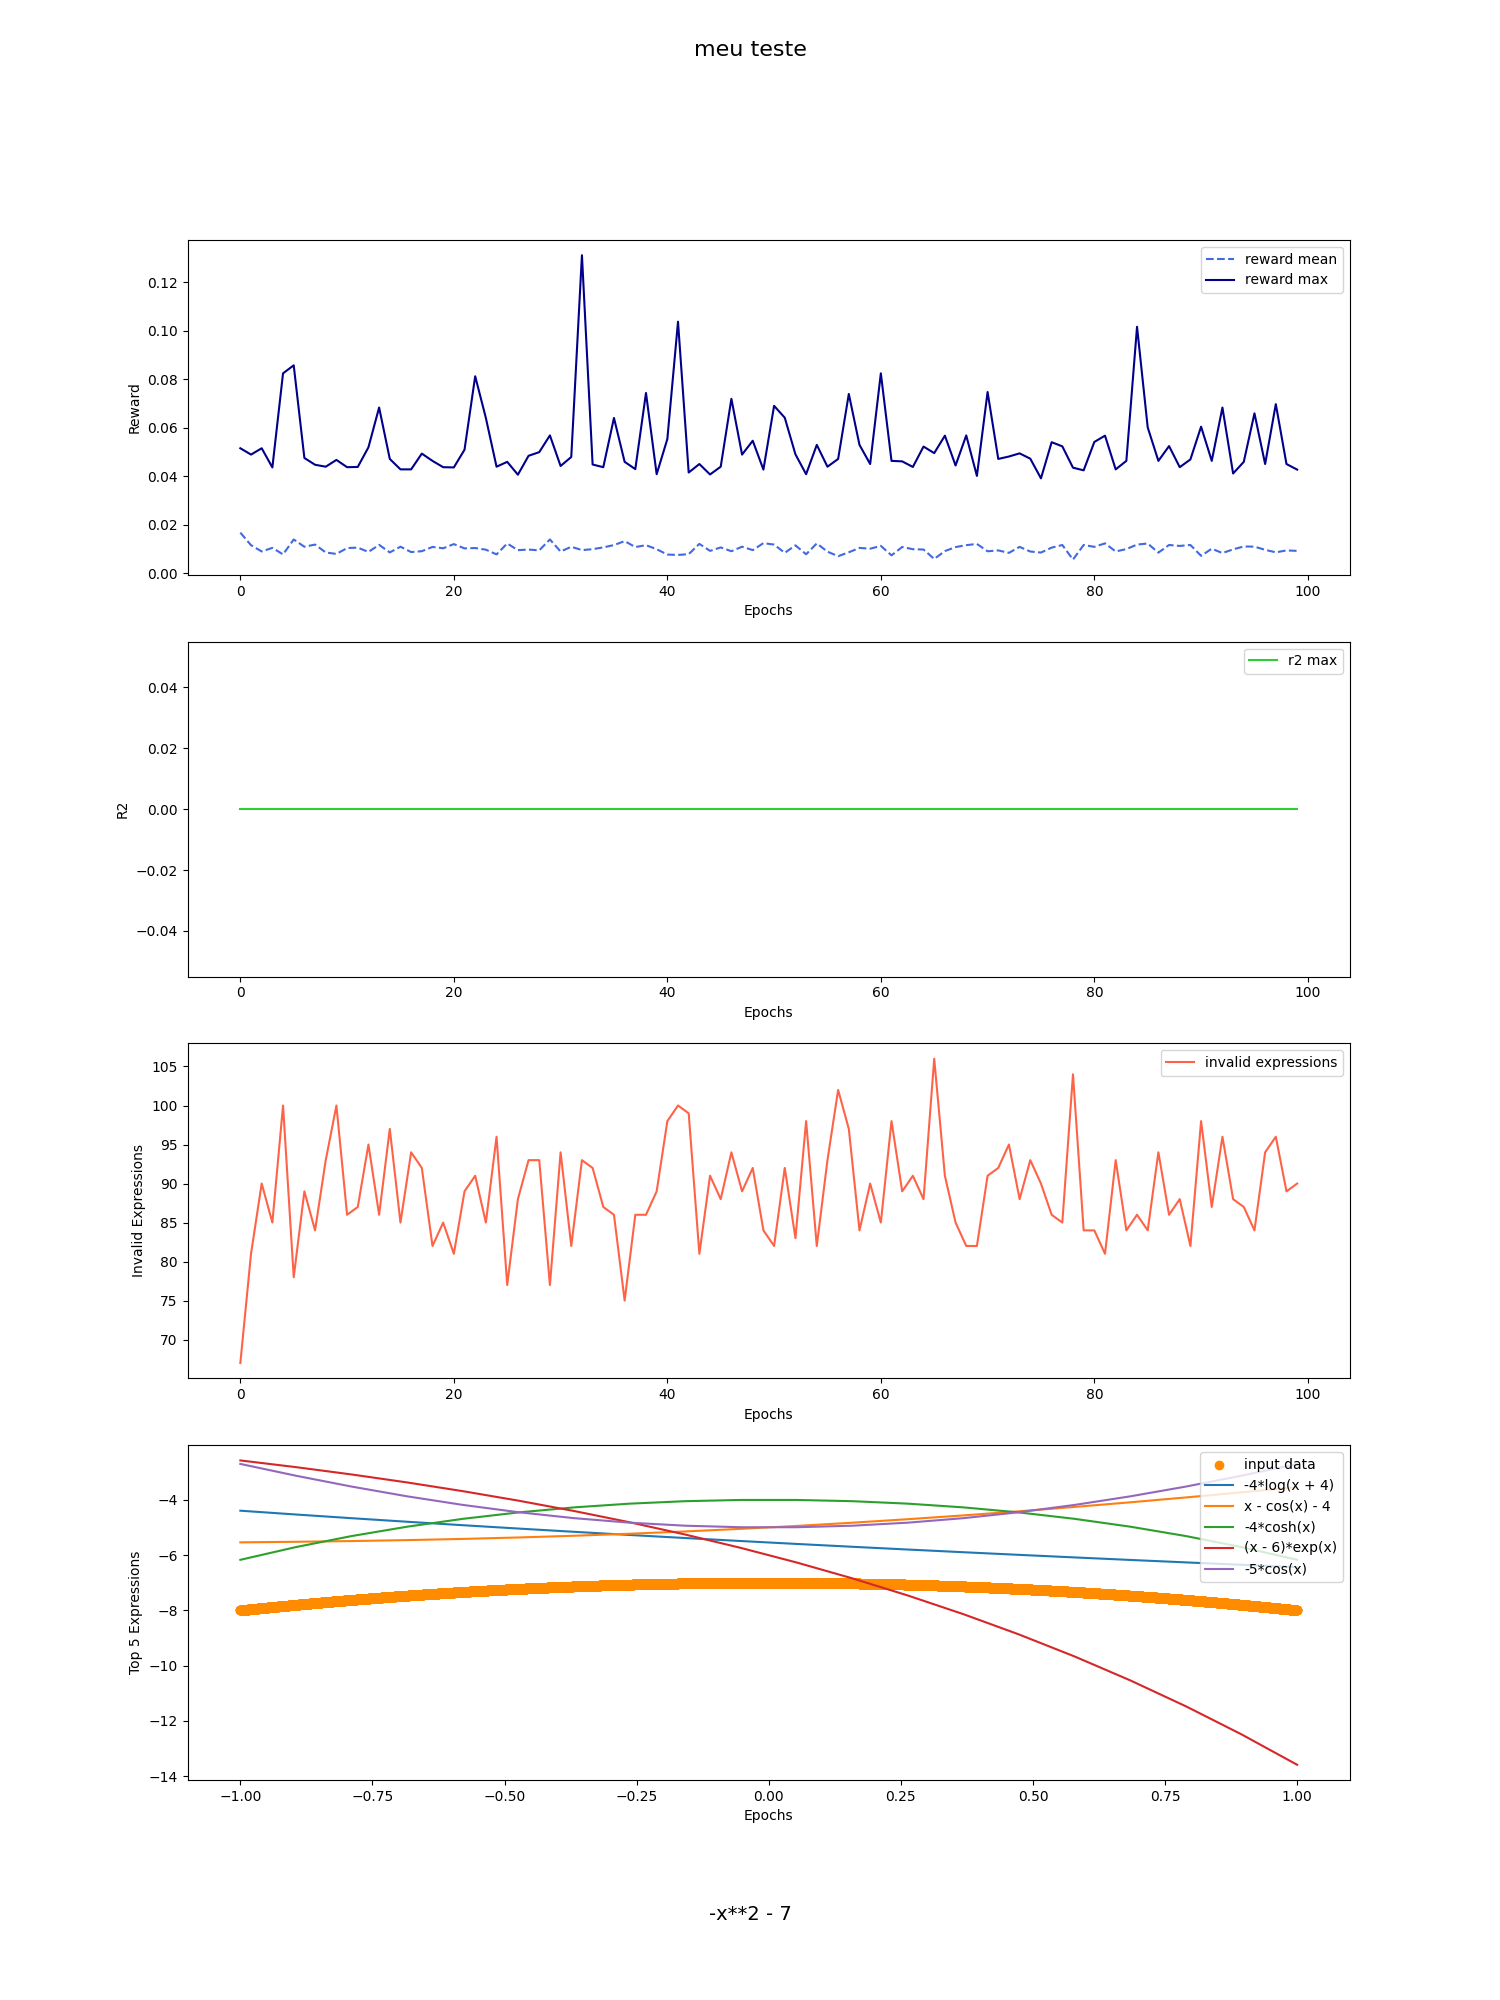 meu teste
reward mean
reward max
0.12
0.10
0.08
0.06
0.04
0.02
0.00
Reward
0 20 40 60 80 100
Epochs
r2 max
0.04
0.02
0.00
−0.02
−0.04
R2
0 20 40 60 80 100
Epochs
invalid expressions
105
100
95
90
85
80
75
70
Invalid Expressions
0 20 40 60 80 100
Epochs
input data
-4*log(x + 4)
x - cos(x) - 4
-4*cosh(x)
(x - 6)*exp(x)
-5*cos(x)
−4
−6
−8
−10
−12
−14
Top 5 Expressions
−1.00 −0.75 −0.50 −0.25 0.00 0.25 0.50 0.75 1.00
Epochs
-x**2 - 7